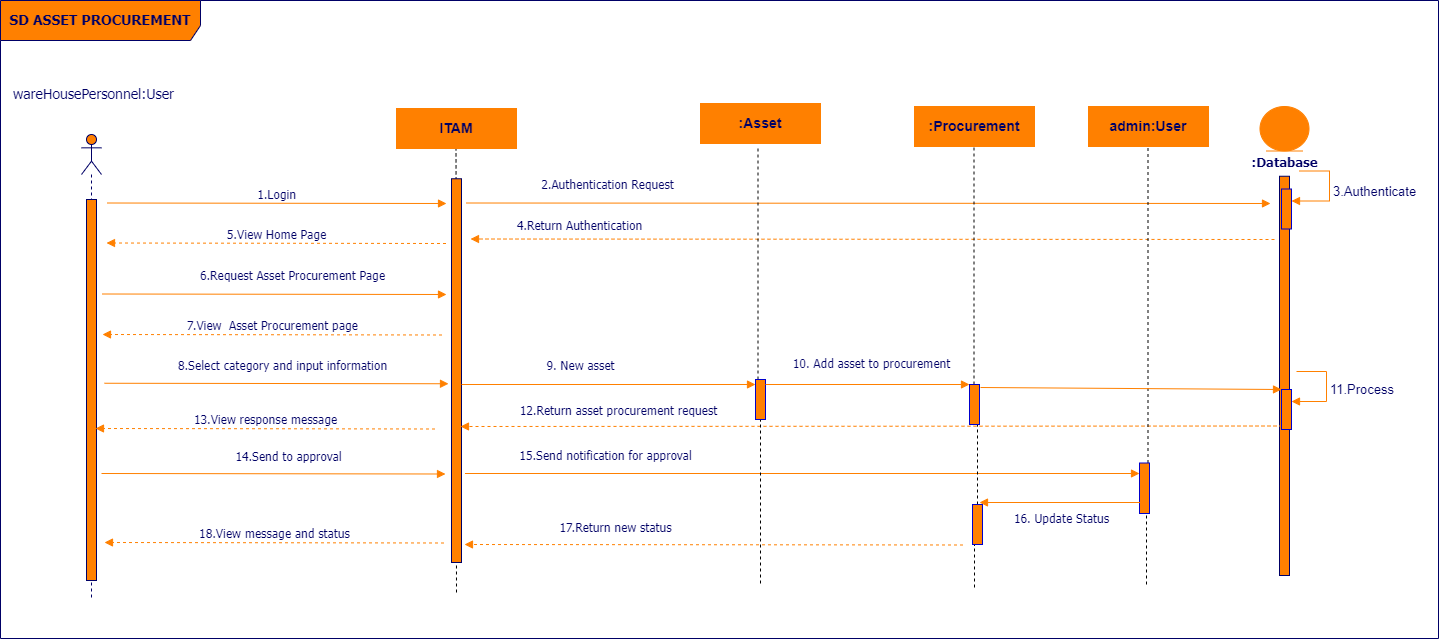 SD ASSET PROCUREMENT
wareHousePersonnel:User
ITAM
:Asset
:Procurement
admin:User
:Database
1.Login
2.Authentication Request
3.Authenticate
4.Return Authentication
5.View Home Page
6.Request Asset Procurement Page
7.View  Asset Procurement page
8.Select category and input information
9. New asset
10. Add asset to procurement
11.Process
12.Return asset procurement request
13.View response message
14.Send to approval
15.Send notification for approval
16. Update Status
17.Return new status
18.View message and status